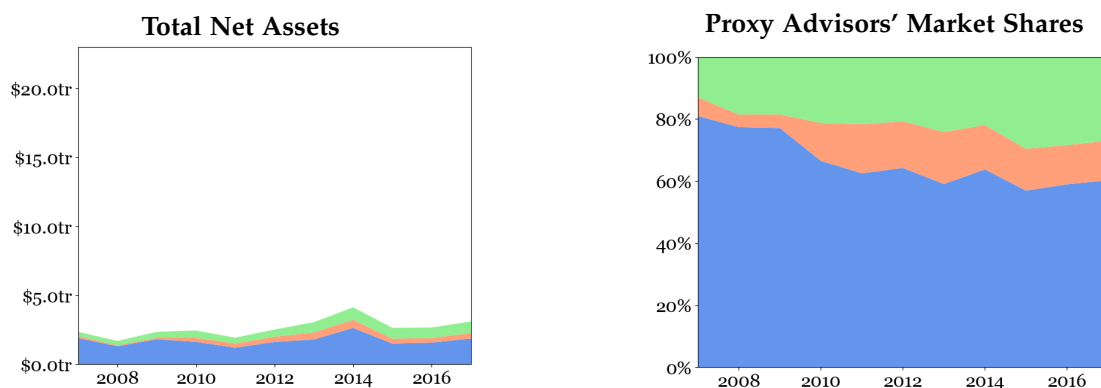 Total Net Assets
$20.0tr
$15.0tr
$10.0tr
$5.0tr
$0.0tr
2008 2010 2012 2014 2016
Proxy Advisors’ Market Shares
100%
80%
60%
40%
20%
0%
2008 2010 2012 2014 2016